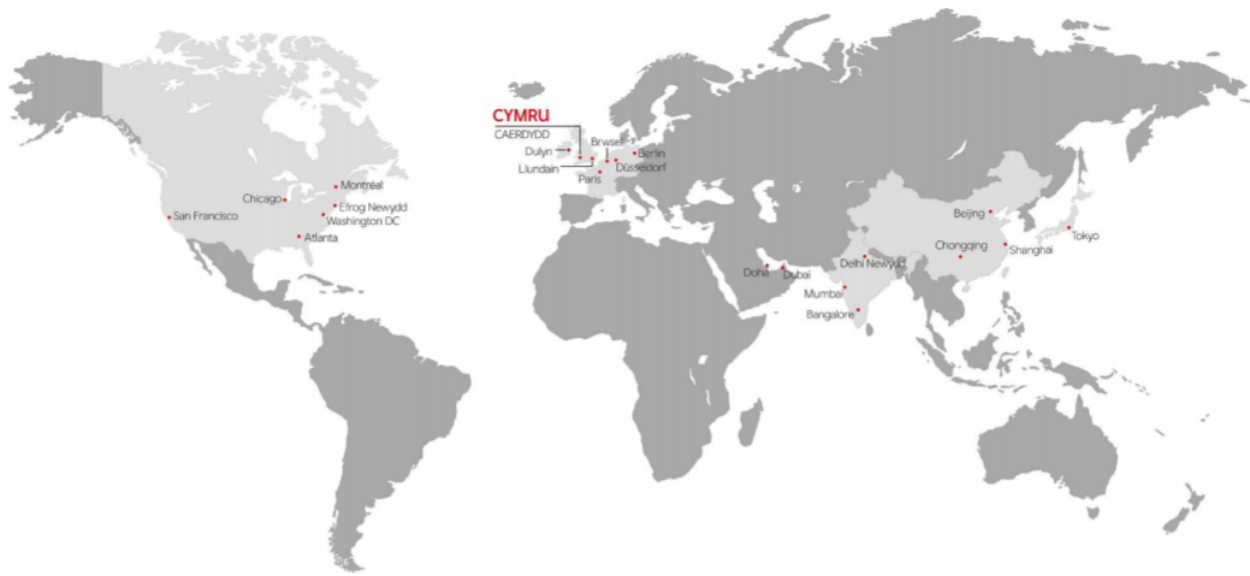 CYMRU
CAERDYDD
Dulyn
Brwsel
Berlin
Llundain
Düsseldorf
Paris
Montréal
Chicago
Efrog Newydd
San Francisco
Washington DC
Atlanta
Beijing
Tokyo
Chongqing
Shanghai
Delhi Newydd
Doha
Dubai
Mumbai
Bangalore